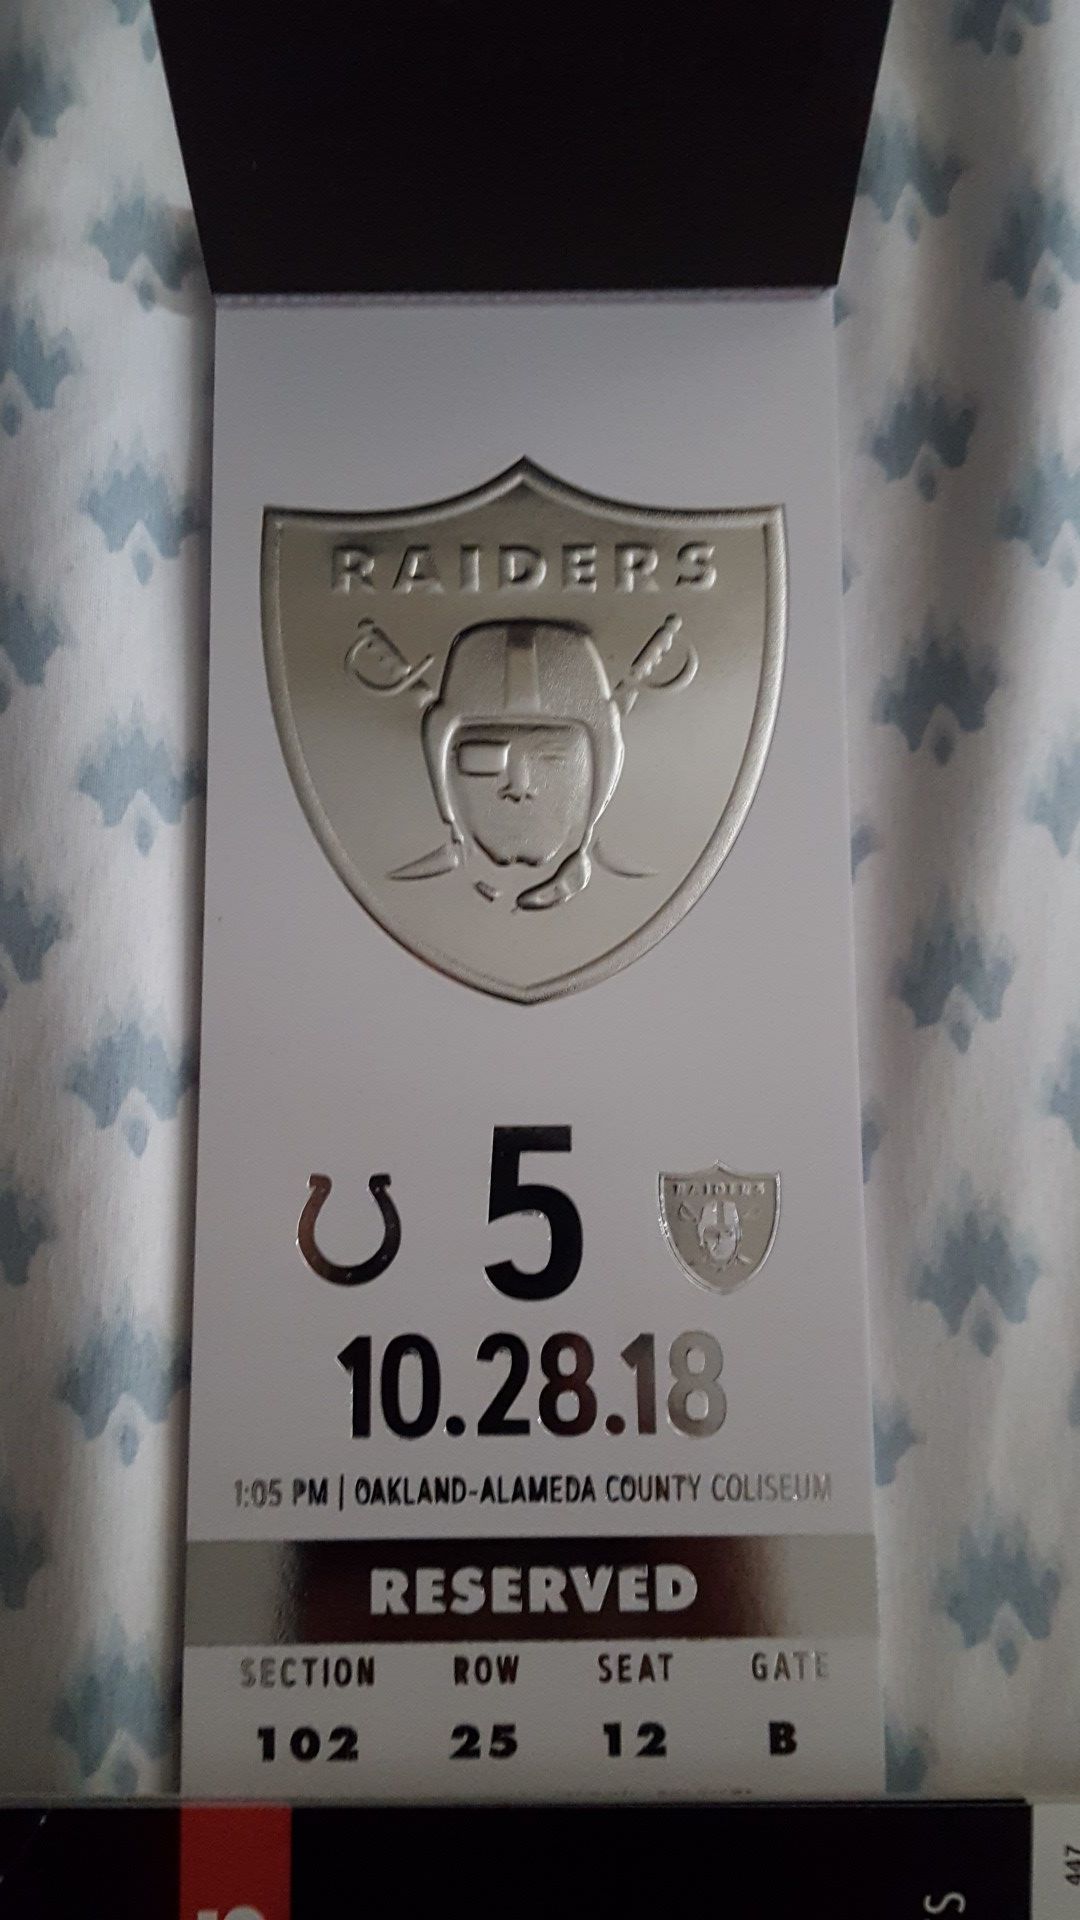 RAIDERS
5
RAIDERS
10.28.18
1:05 PM | OAKLAND-ALAMEDA COUNTY COLISEUM
RESERVED
SECTION ROW SEAT GATE
102 25 12 B
S
447